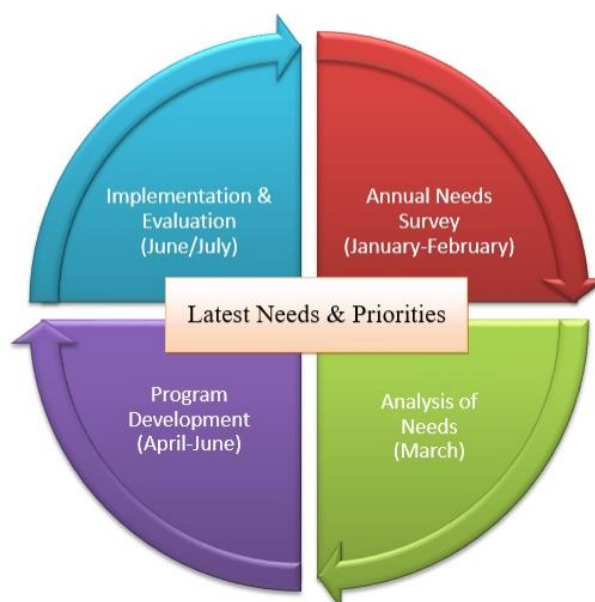 Implementation &
Evaluation
(June/July)
Annual Needs
Survey
(January-February)
Latest Needs & Priorities
Program
Development
(April-June)
Analysis of
Needs
(March)